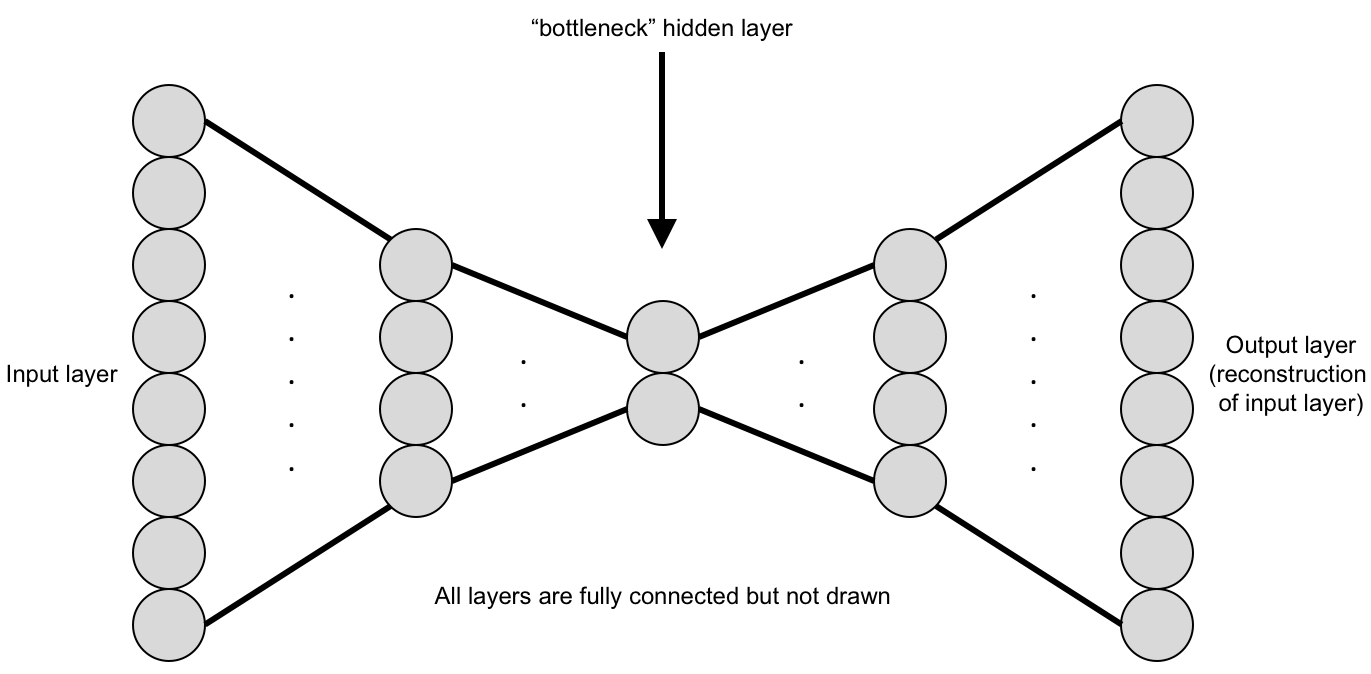 “bottleneck” hidden layer
Input layer
Output layer
(reconstruction
of input layer)
All layers are fully connected but not drawn